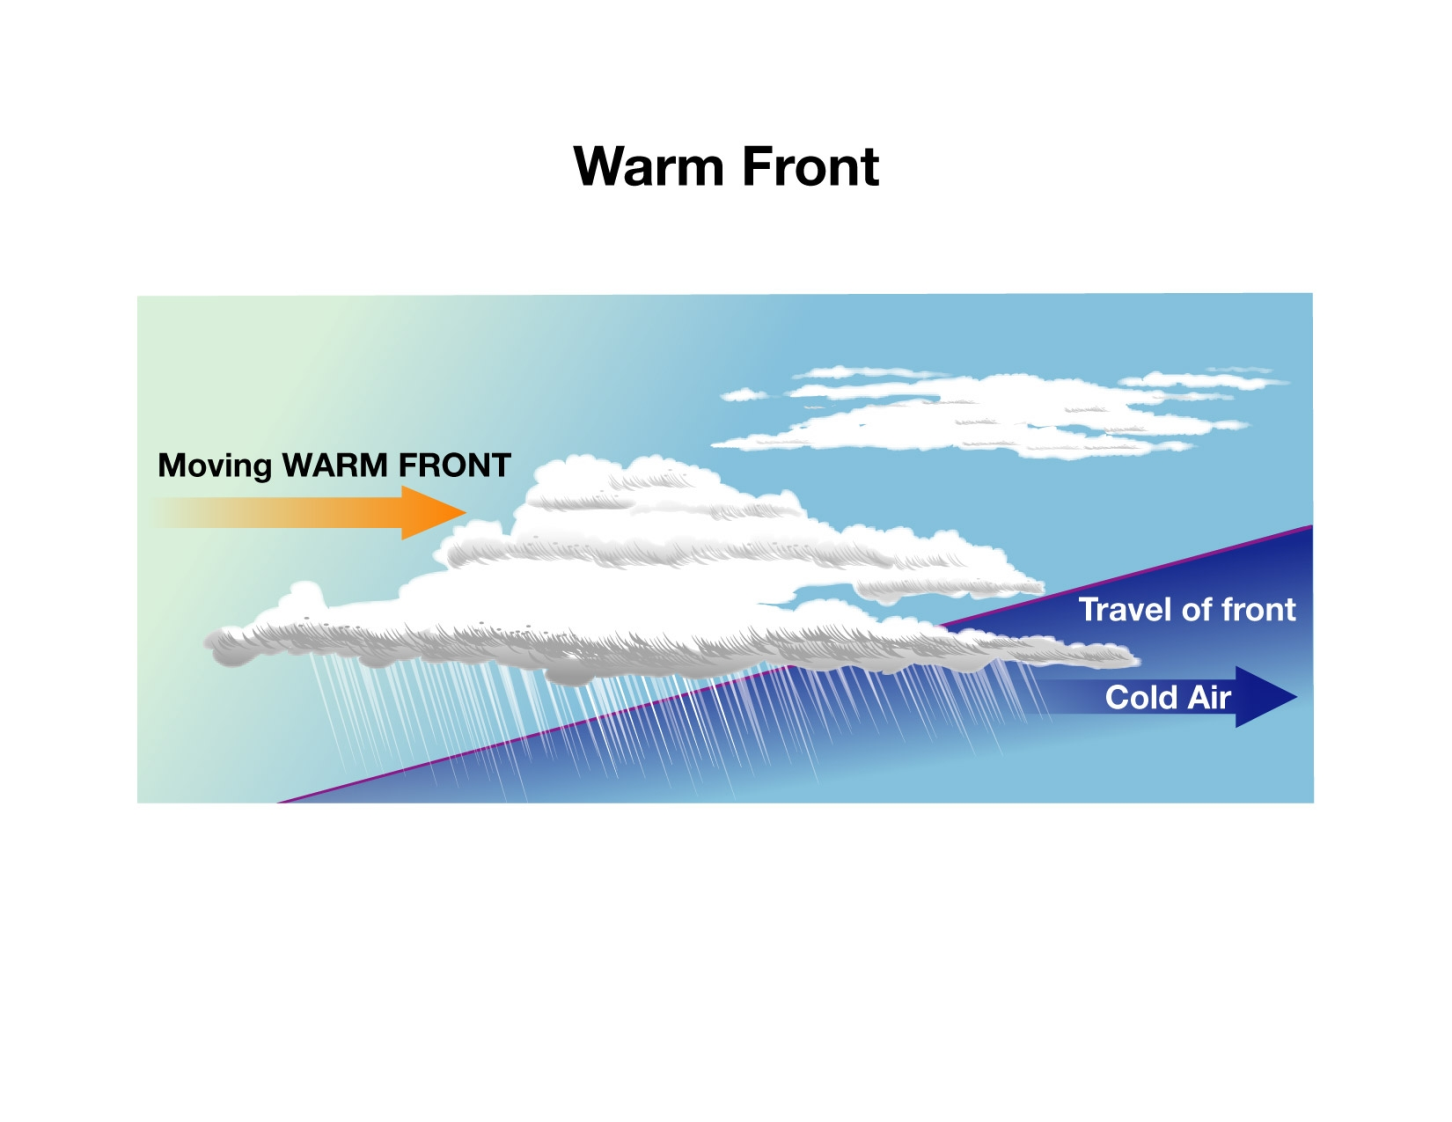 Warm Front
Moving WARM FRONT
Travel of front
Cold Air